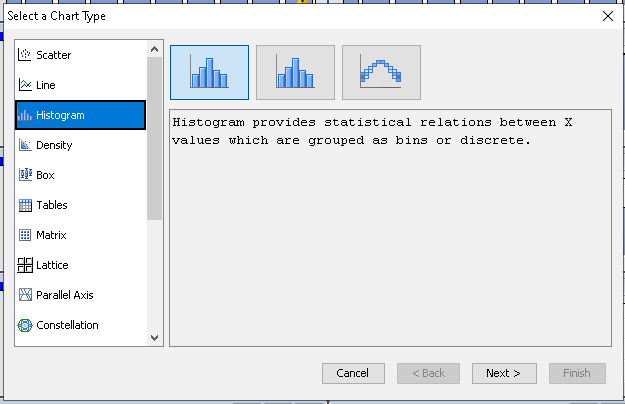 Select a Chart Type
Scatter
Line
Histogram
Density
Box
Tables
Matrix
Lattice
Parallel Axis
Constellation
Histogram provides statistical relations between X
values which are grouped as bins or discrete.
Cancel
< Back
Next >
Finish